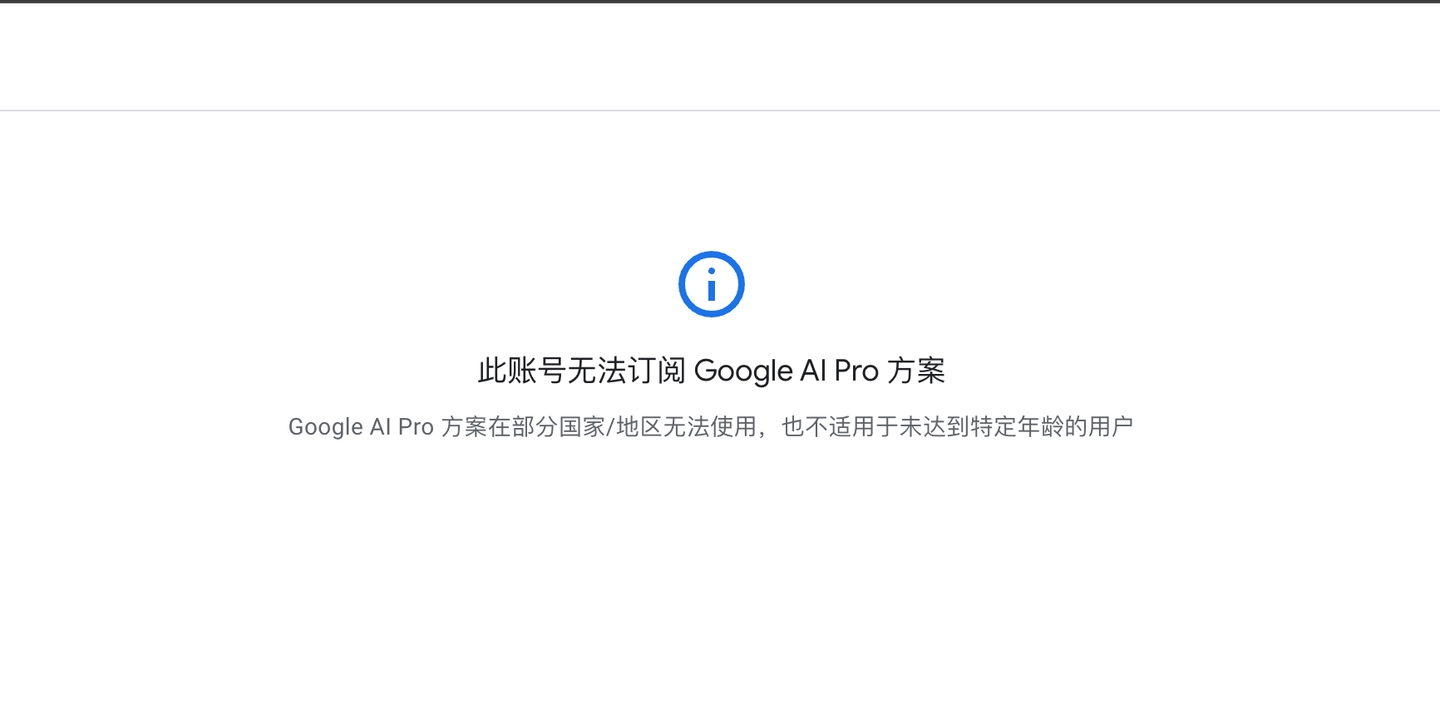 此账号无法订阅 Google AI Pro 方案
Google AI Pro 方案在部分国家/地区无法使用，也不适用于未达到特定年龄的用户